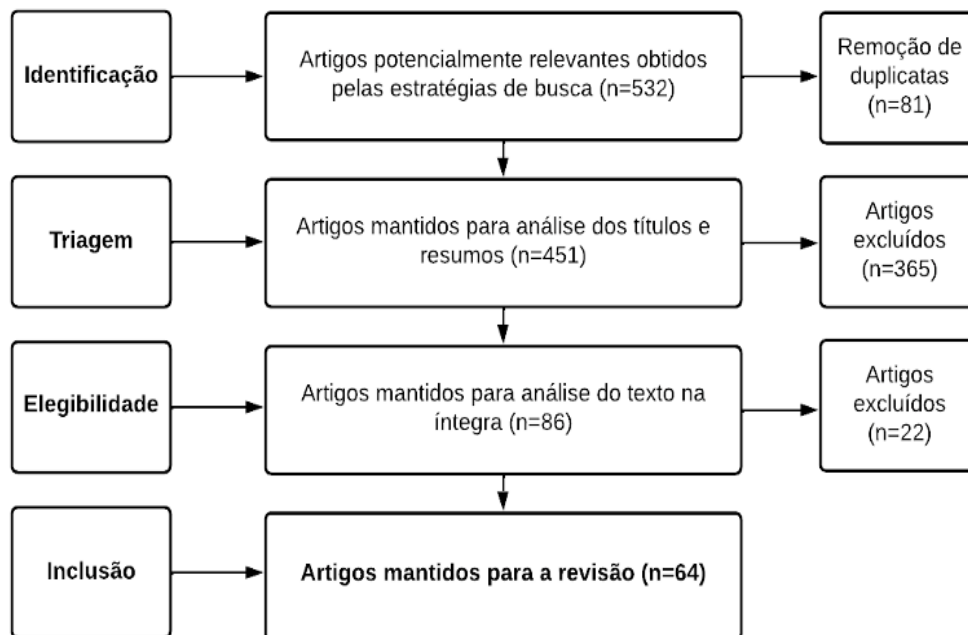 Identificação
Artigos potencialmente relevantes obtidos
pelas estratégias de busca (n=532)
Remoção de
duplicatas
(n=81)
Triagem
Artigos mantidos para análise dos títulos e
resumos (n=451)
Artigos
excluídos
(n=365)
Elegibilidade
Artigos mantidos para análise do texto na
íntegra (n=86)
Artigos
excluídos
(n=22)
Inclusão
Artigos mantidos para a revisão (n=64)